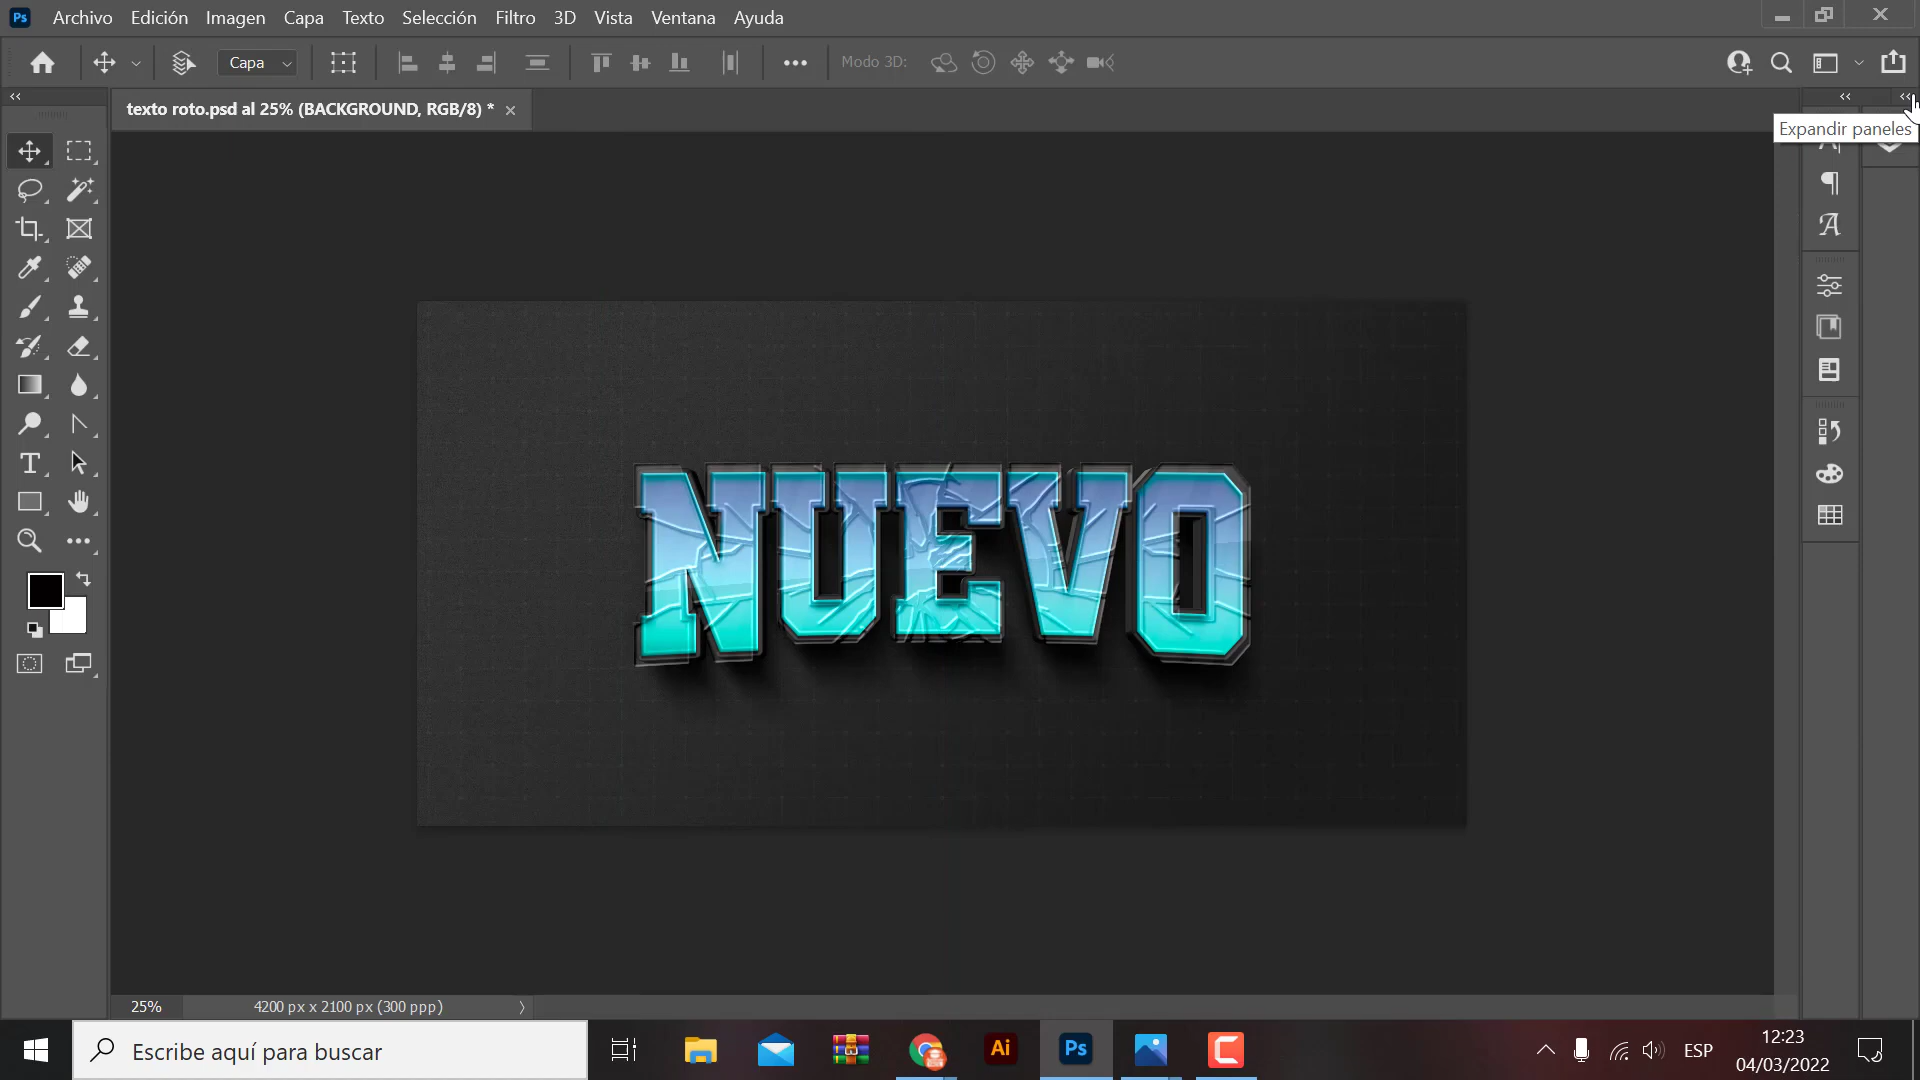 Ps Archivo Edición Imagen Capa Texto Selección Filtro 3D Vista Ventana Ayuda
Capa Modo 3D:
texto roto.psd al 25% (BACKGROUND, RGB/8) *
Expandir paneles
NUEVO
25% 4200 px x 2100 px (300 ppp)
Escribe aquí para buscar
Ai
Ps
ESP
12:23
04/03/2022